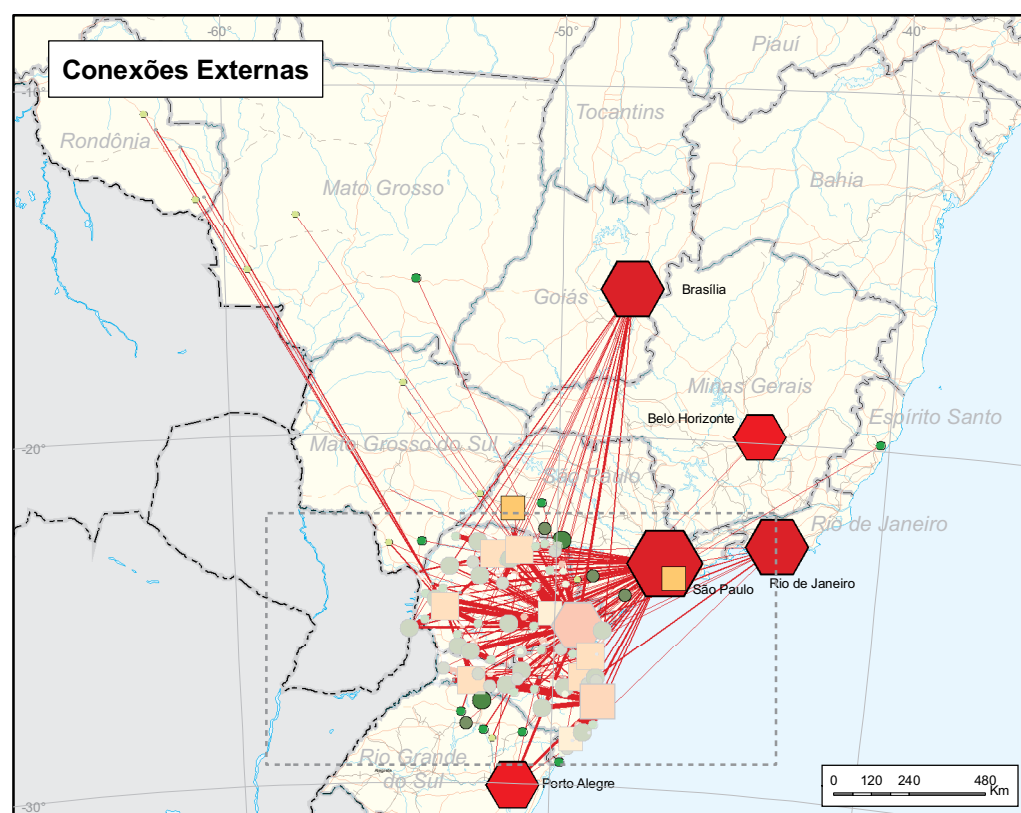 -60°
-50°
-40°
Conexões Externas
Piauí
-10°
Tocantins
Rondônia
Mato Grosso
Bahia
Goiás
Brasília
Minas Gerais
Belo Horizonte
Espírito Santo
-20°
Mato Grosso do Sul
São Paulo
Rio de Janeiro
São Paulo
Rio de Janeiro
Rio Grande
do Sul
Porto Alegre
0 120 240 480
Km
-30°